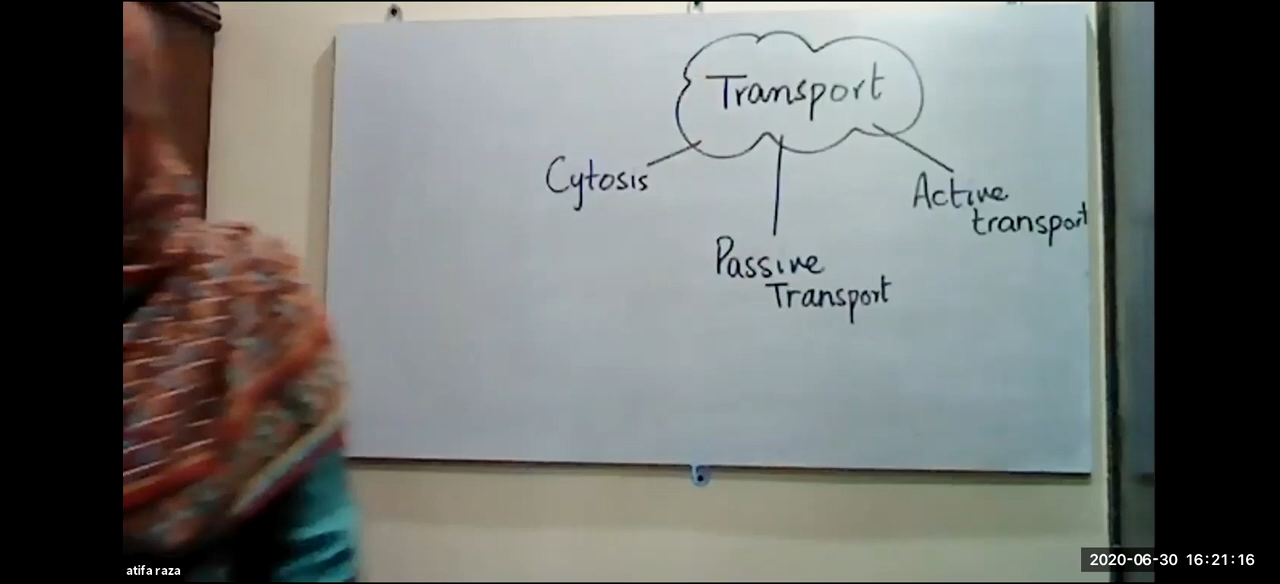 Transport
Cytosis
Active
transport
Passive
Transport
atifa raza
2020-06-30 16:21:16